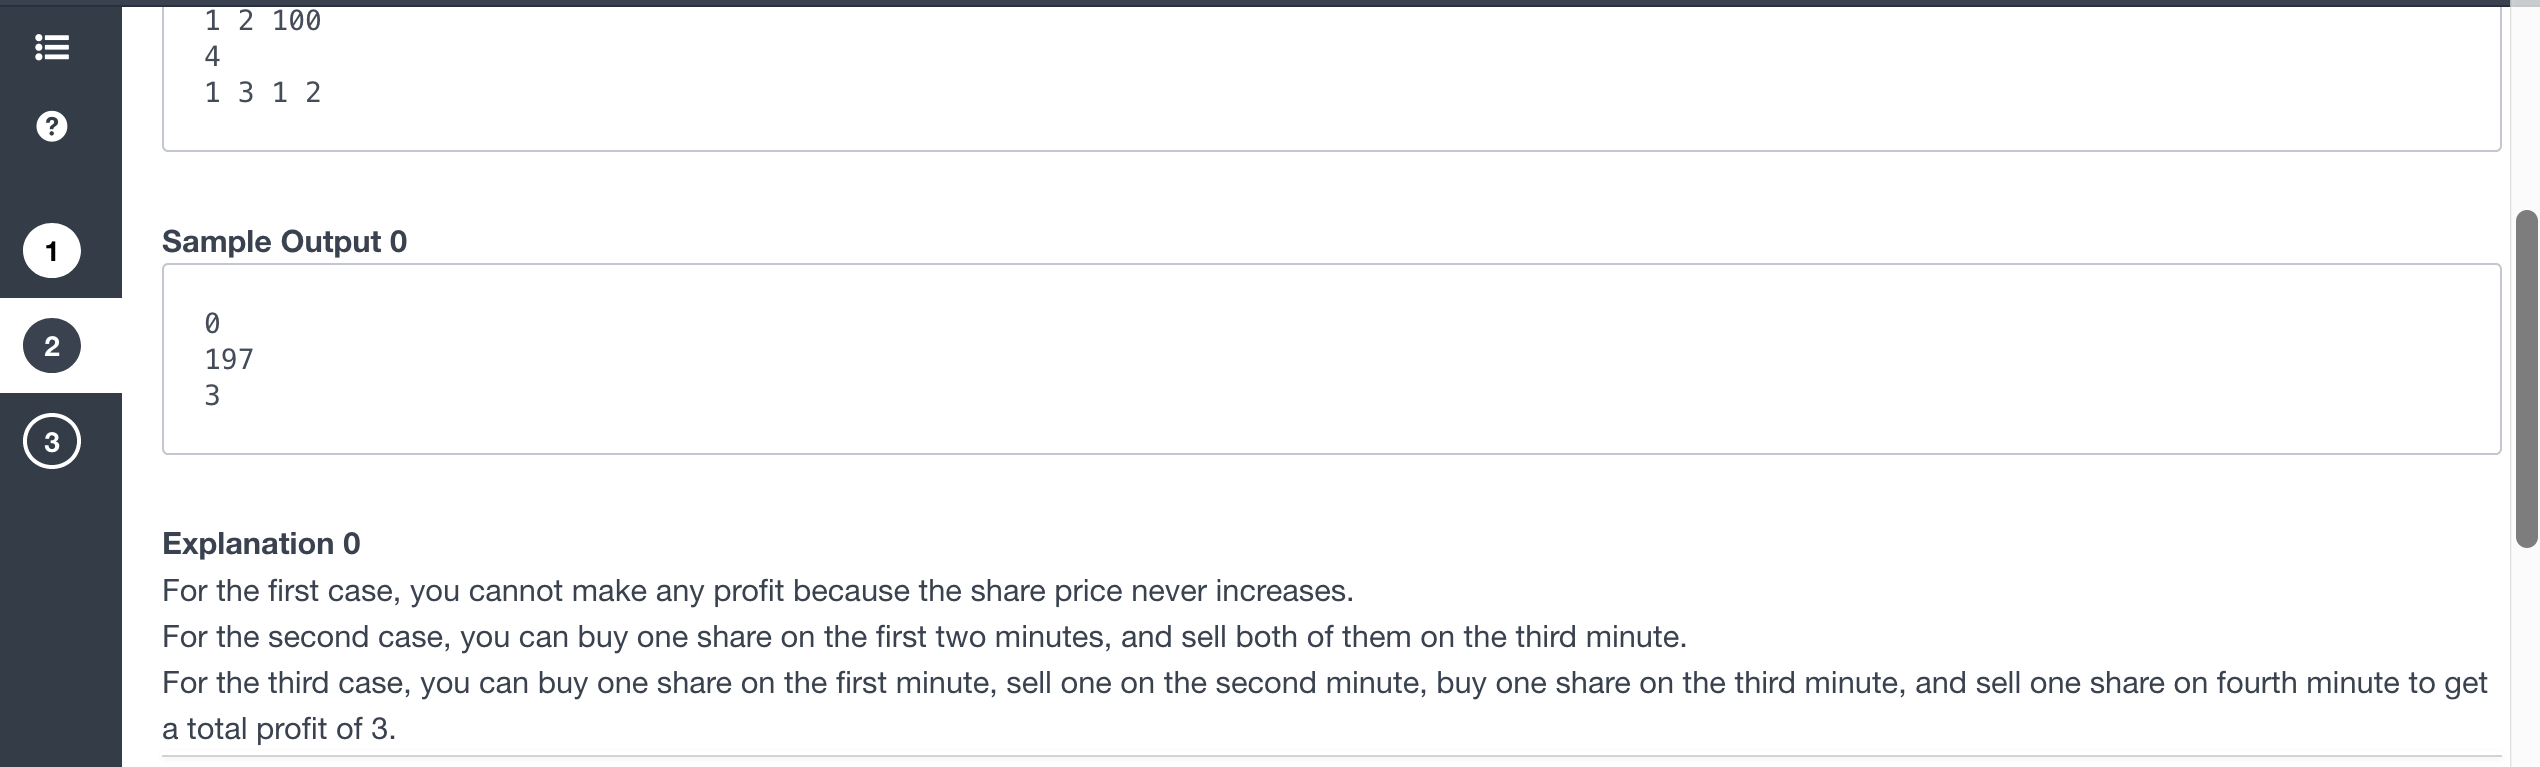 1 2 100
4
1 3 1 2
?
1
2
3
Sample Output 0
0
197
3
Explanation 0
For the first case, you cannot make any profit because the share price never increases.
For the second case, you can buy one share on the first two minutes, and sell both of them on the third minute.
For the third case, you can buy one share on the first minute, sell one on the second minute, buy one share on the third minute, and sell one share on fourth minute to get
a total profit of 3.